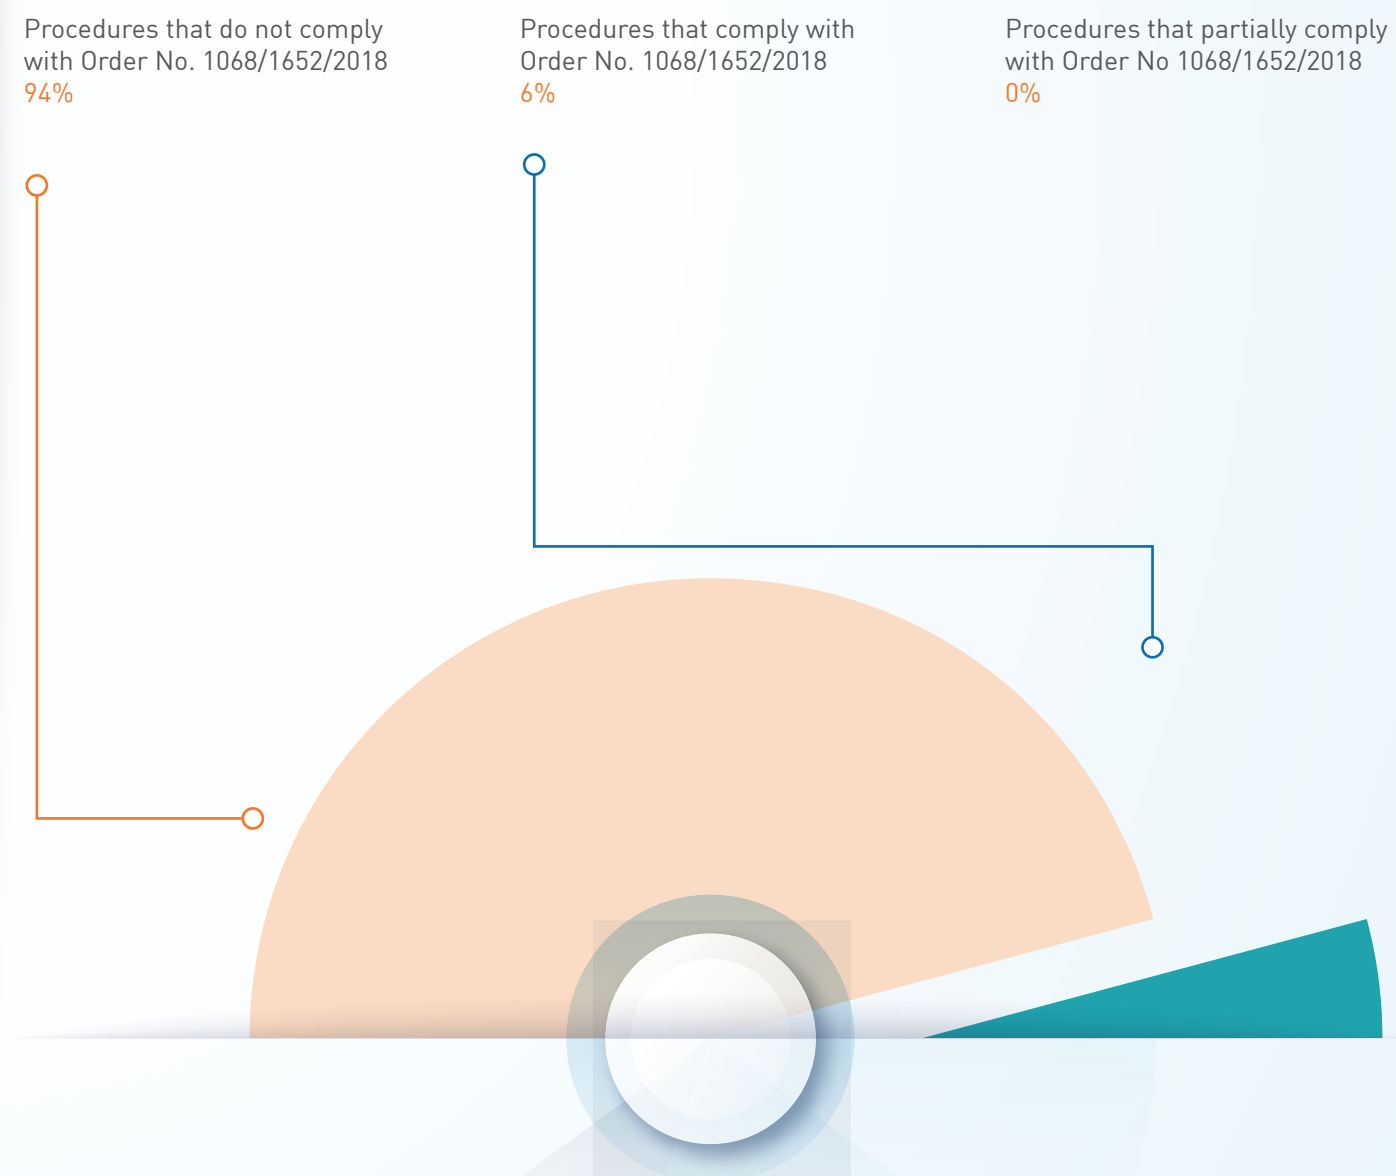 Procedures that do not comply
with Order No. 1068/1652/2018
94%
Procedures that comply with
Order No. 1068/1652/2018
6%
Procedures that partially comply
with Order No 1068/1652/2018
0%